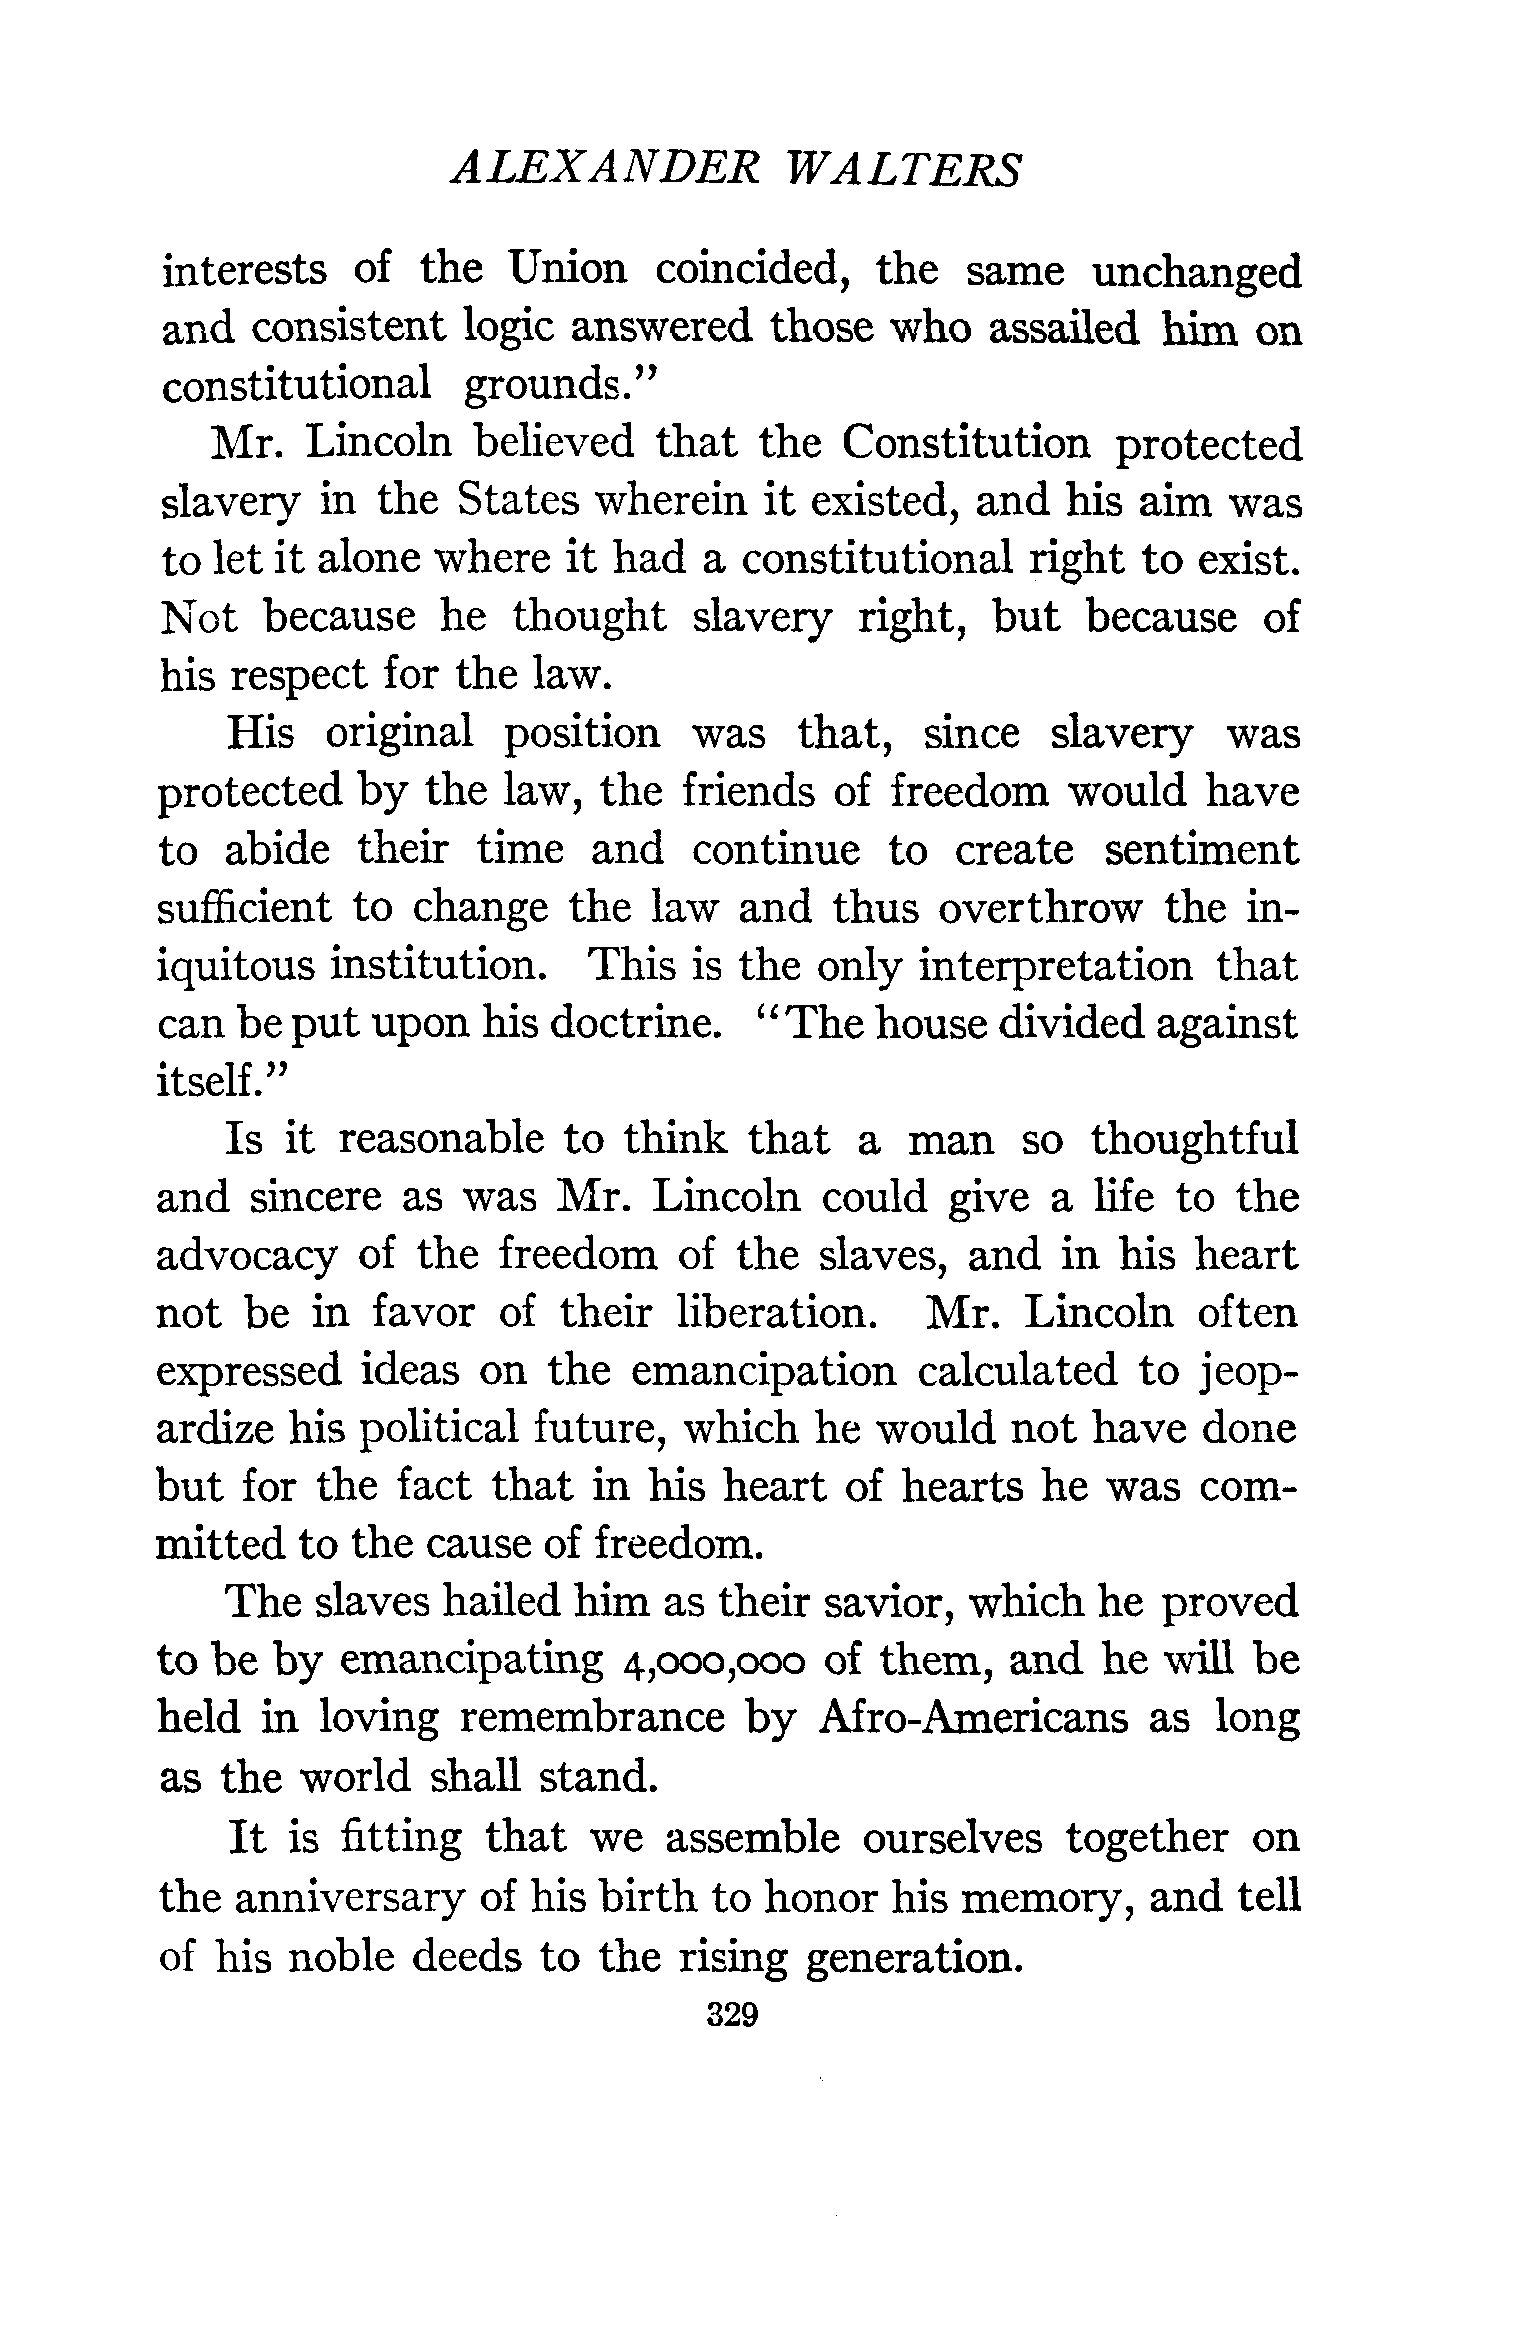 ALEXANDER WALTERS
interests of the Union coincided, the same unchanged
and consistent logic answered those who assailed him on
constitutional grounds.”
Mr. Lincoln believed that the Constitution protected
slavery in the States wherein it existed, and his aim was
to let it alone where it had a constitutional right to exist.
Not because he thought slavery right, but because of
his respect for the law.
His original position was that, since slavery was
protected by the law, the friends of freedom would have
to abide their time and continue to create sentiment
sufficient to change the law and thus overthrow the in-
iquitous institution. This is the only interpretation that
can be put upon his doctrine. “The house divided against
itself.”
Is it reasonable to think that a man so thoughtful
and sincere as was Mr. Lincoln could give a life to the
advocacy of the freedom of the slaves, and in his heart
not be in favor of their liberation. Mr. Lincoln often
expressed ideas on the emancipation calculated to jeop-
ardize his political future, which he would not have done
but for the fact that in his heart of hearts he was com-
mitted to the cause of freedom.
The slaves hailed him as their savior, which he proved
to be by emancipating 4,000,000 of them, and he will be
held in loving remembrance by Afro-Americans as long
as the world shall stand.
It is fitting that we assemble ourselves together on
the anniversary of his birth to honor his memory, and tell
of his noble deeds to the rising generation.
329